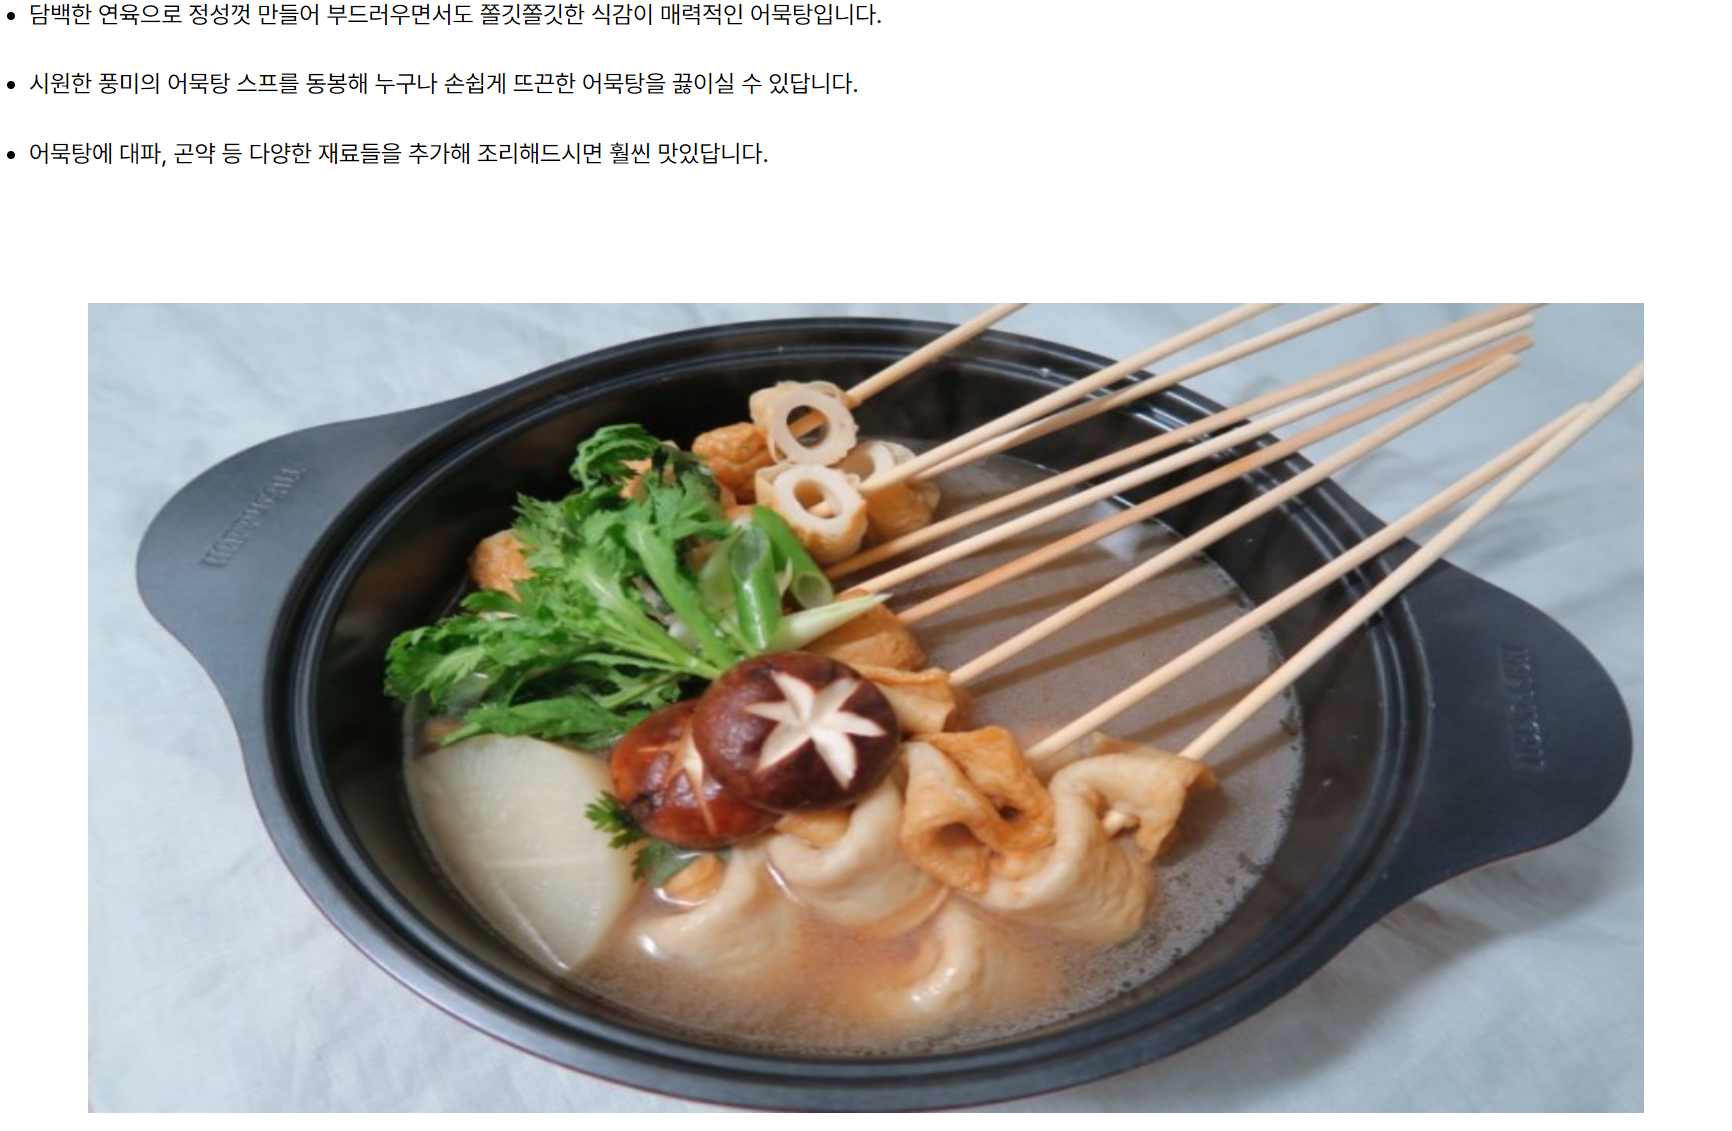 담백한 연육으로 정성껏 만들어 부드러우면서도 쫄깃쫄깃한 식감이 매력적인 어묵탕입니다.
시원한 풍미의 어묵탕 스프를 동봉해 누구나 손쉽게 뜨끈한 어묵탕을 끓이실 수 있답니다.
어묵탕에 대파, 곤약 등 다양한 재료들을 추가해 조리해드시면 훨씬 맛있답니다.